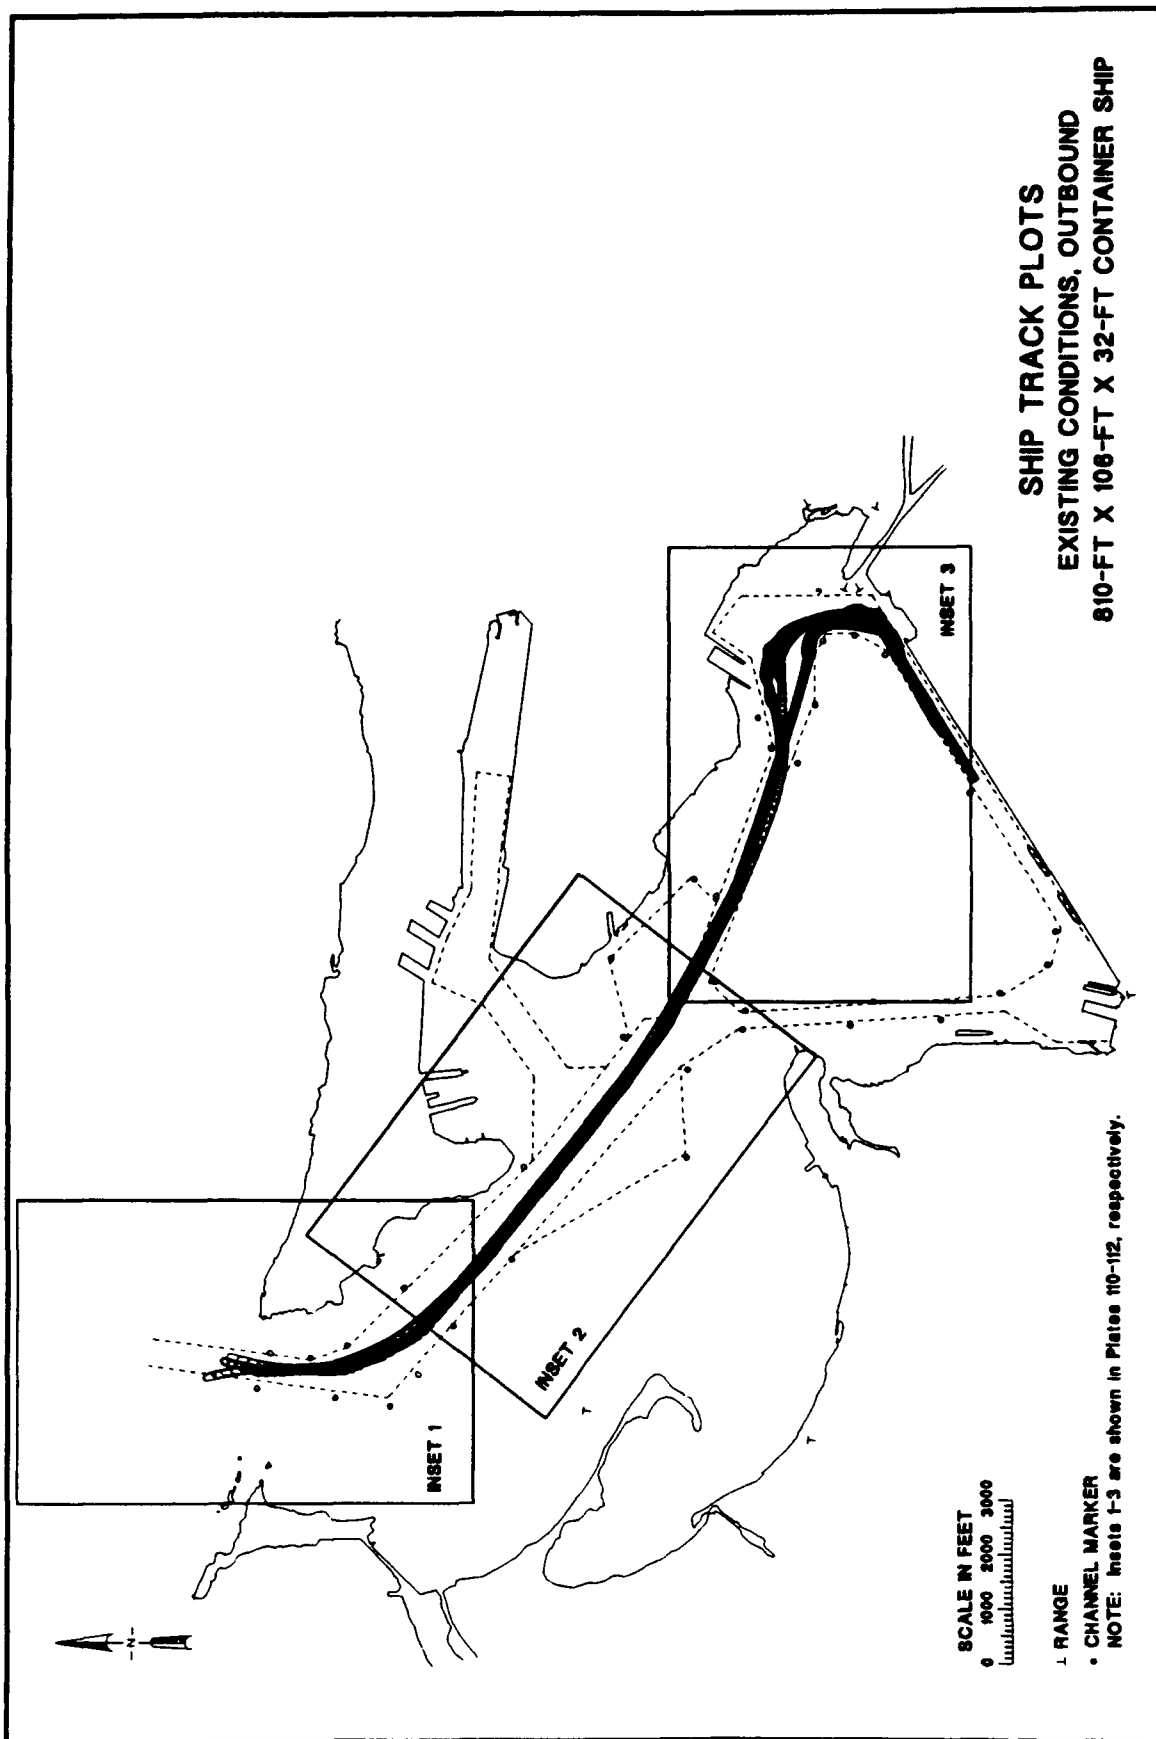 SHIP TRACK PLOTS
EXISTING CONDITIONS, OUTBOUND
810-FT X 106-FT X 32-FT CONTAINER SHIP
INSET 1
INSET 2
INSET 3
-N-
SCALE IN FEET
0 1000 2000 3000
RANGE
CHANNEL MARKER
NOTE: Insets 1-3 are shown in Plates 110-112, respectively.